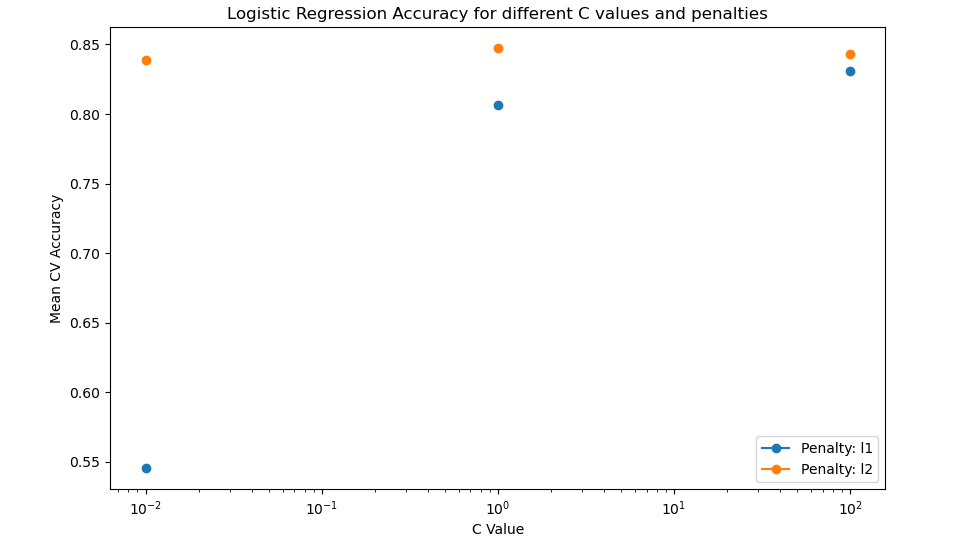 Logistic Regression Accuracy for different C values and penalties
0.85
0.80
0.75
0.70
0.65
0.60
0.55
Mean CV Accuracy
Penalty: l1
Penalty: l2
10⁻² 10⁻¹ 10⁰ 10¹ 10²
C Value